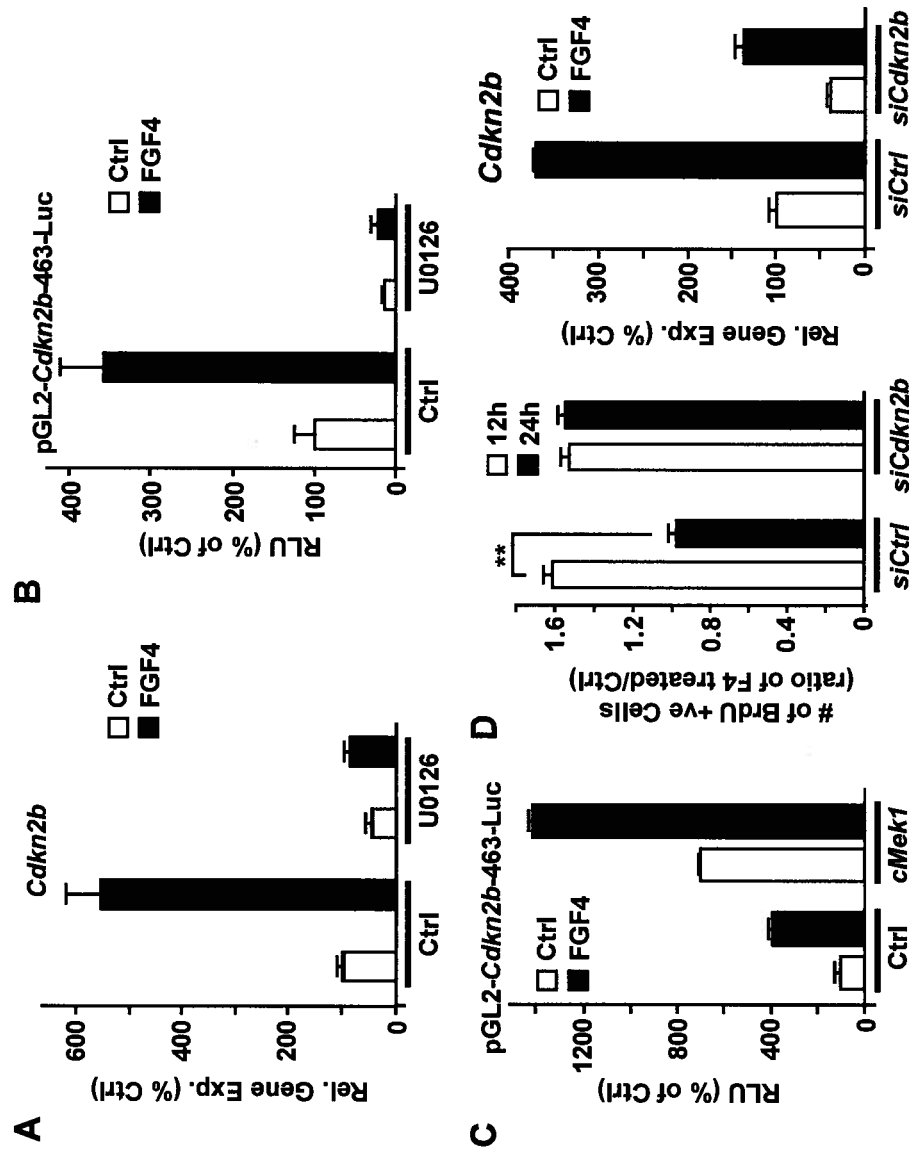 A
Cdkn2b
Ctrl
FGF4
Rel. Gene Exp. (% Ctrl)
600
400
200
0
Ctrl
U0126
B
pGL2-Cdkn2b-463-Luc
Ctrl
FGF4
RLU (% of Ctrl)
400
300
200
100
0
Ctrl
U0126
C
pGL2-Cdkn2b-463-Luc
Ctrl
FGF4
RLU (% of Ctrl)
1200
800
400
0
Ctrl
cMek1
D
12h
24h
**
# of BrdU +ve Cells
(ratio of F4 treated/Ctrl)
1.6
1.2
0.8
0.4
0
siCtrl
siCdkn2b
Cdkn2b
Ctrl
FGF4
Rel. Gene Exp. (% Ctrl)
400
300
200
100
0
siCtrl
siCdkn2b